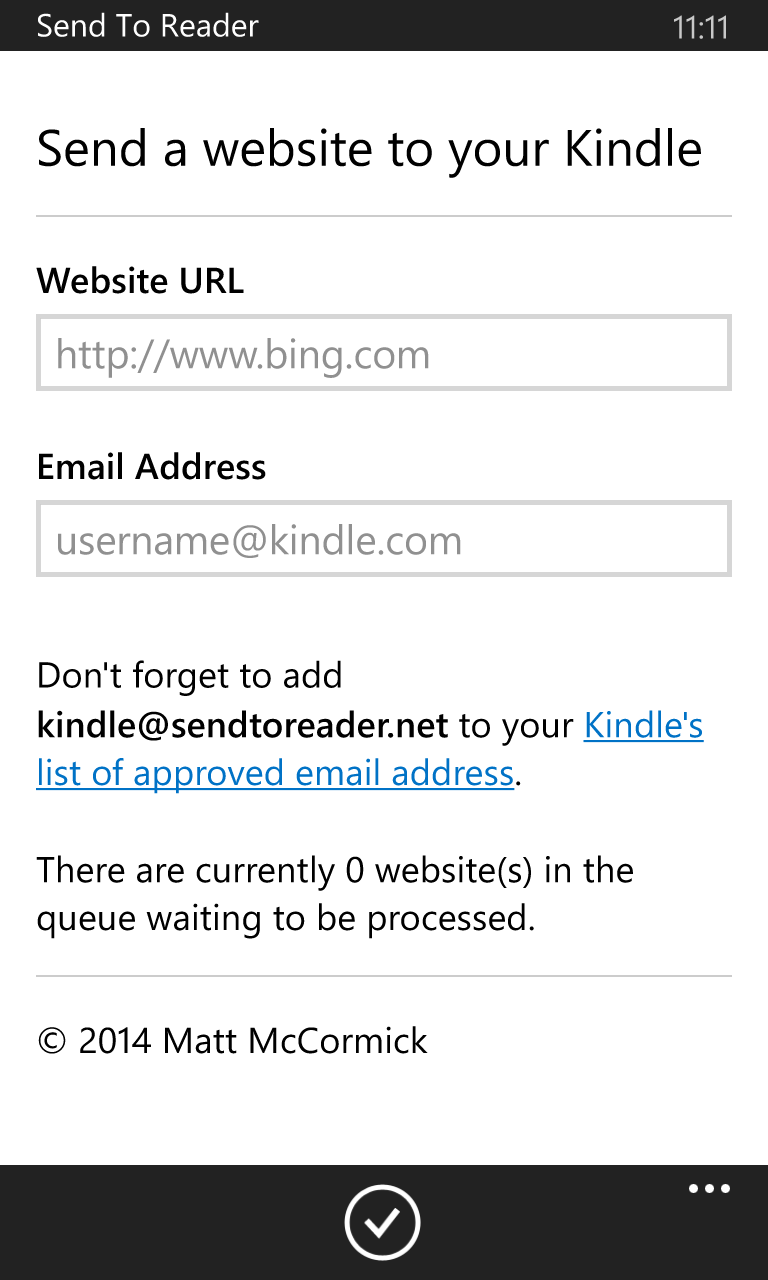 Send To Reader 11:11
Send a website to your Kindle
Website URL
http://www.bing.com
Email Address
username@kindle.com
Don't forget to add
kindle@sendtoreader.net to your Kindle's
list of approved email address.
There are currently 0 website(s) in the
queue waiting to be processed.
© 2014 Matt McCormick